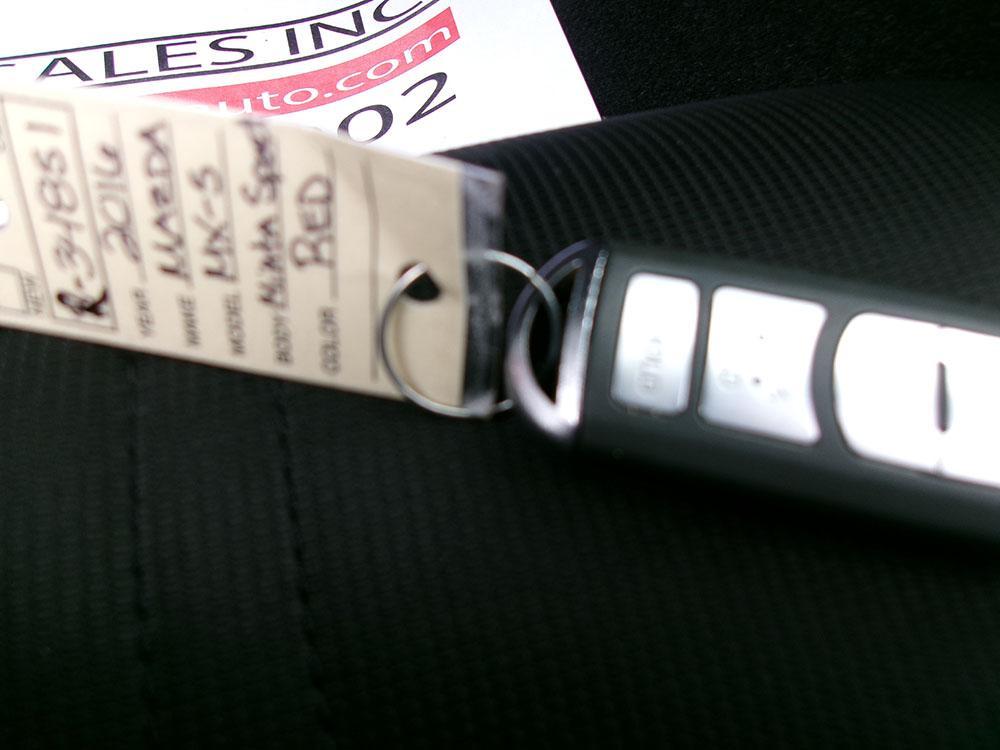 SALES INC
uto.com
02
R-34851
YEAR 2016
MAKE MAZDA
MODEL MX-5
BODY Miata Sport
COLOR RED